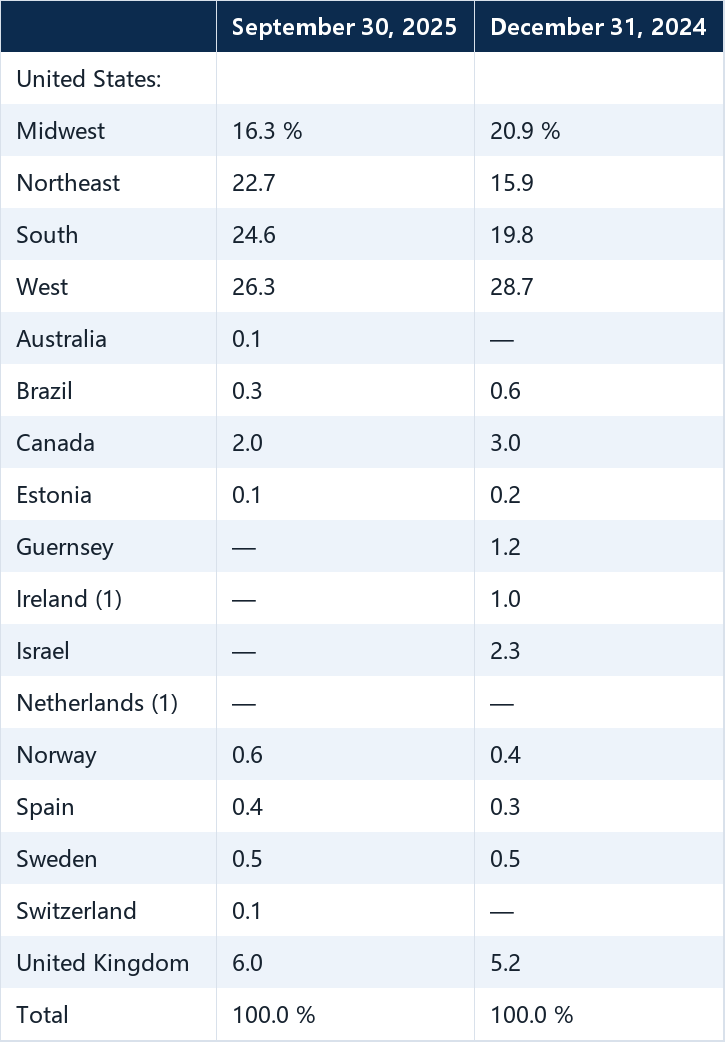 September 30, 2025 December 31, 2024
United States:
Midwest 16.3 % 20.9 %
Northeast 22.7 15.9
South 24.6 19.8
West 26.3 28.7
Australia 0.1 —
Brazil 0.3 0.6
Canada 2.0 3.0
Estonia 0.1 0.2
Guernsey — 1.2
Ireland (1) — 1.0
Israel — 2.3
Netherlands (1) — —
Norway 0.6 0.4
Spain 0.4 0.3
Sweden 0.5 0.5
Switzerland 0.1 —
United Kingdom 6.0 5.2
Total 100.0 % 100.0 %